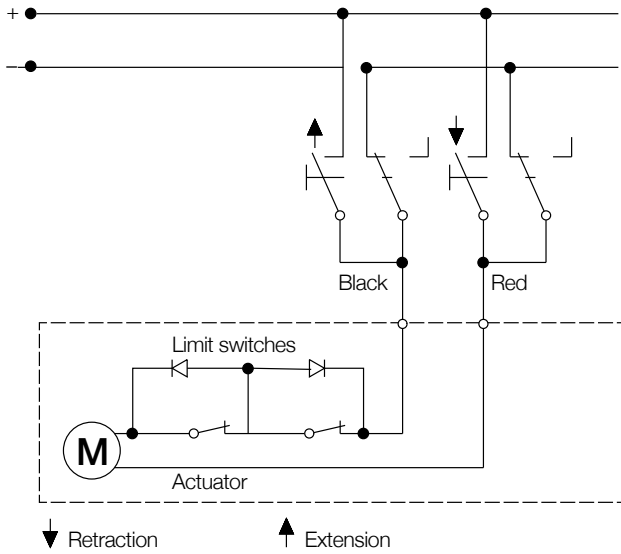 +
−
Black
Red
Limit switches
M
Actuator
Retraction
Extension